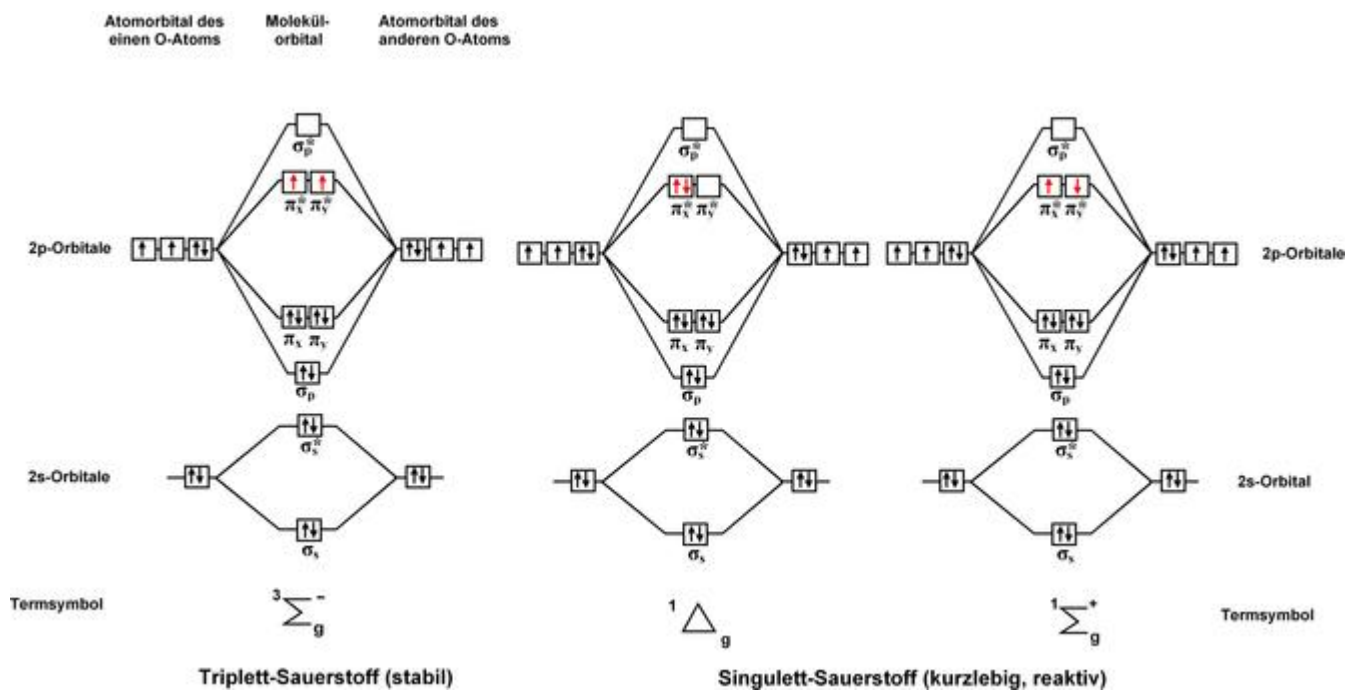 Atomorbital des
einen O-Atoms
Molekül-
orbital
Atomorbital des
anderen O-Atoms
σp*
σp*
σp*
πx* πy*
πx* πy*
πx* πy*
2p-Orbitale
2p-Orbitale
πx πy
πx πy
πx πy
σp
σp
σp
σs*
σs*
σs*
2s-Orbitale
2s-Orbital
σs
σs
σs
Termsymbol
3Σ−g
1Δg
1Σ+g
Termsymbol
Triplett-Sauerstoff (stabil)
Singulett-Sauerstoff (kurzlebig, reaktiv)